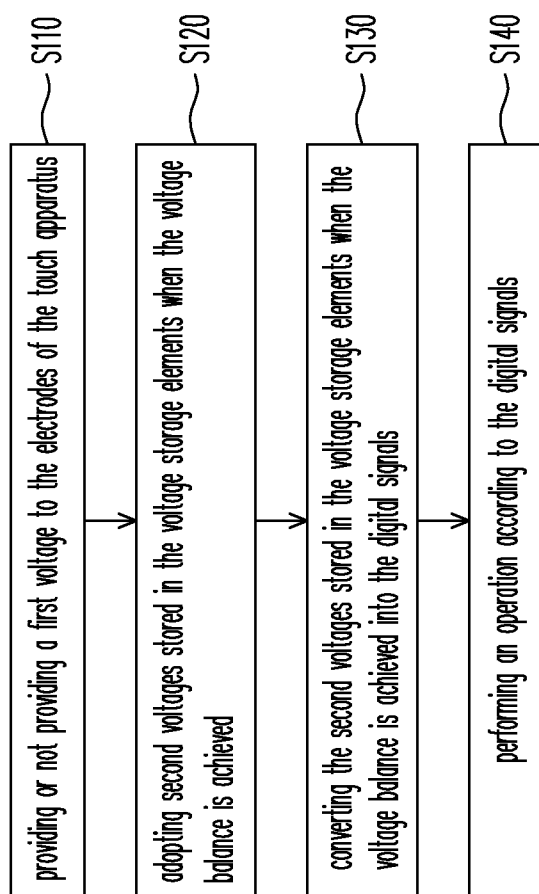 providing or not providing a first voltage to the electrodes of the touch apparatus
S110
adopting second voltages stored in the voltage storage elements when the voltage
balance is achieved
S120
converting the second voltages stored in the voltage storage elements when the
voltage balance is achieved into the digital signals
S130
performing an operation according to the digital signals
S140